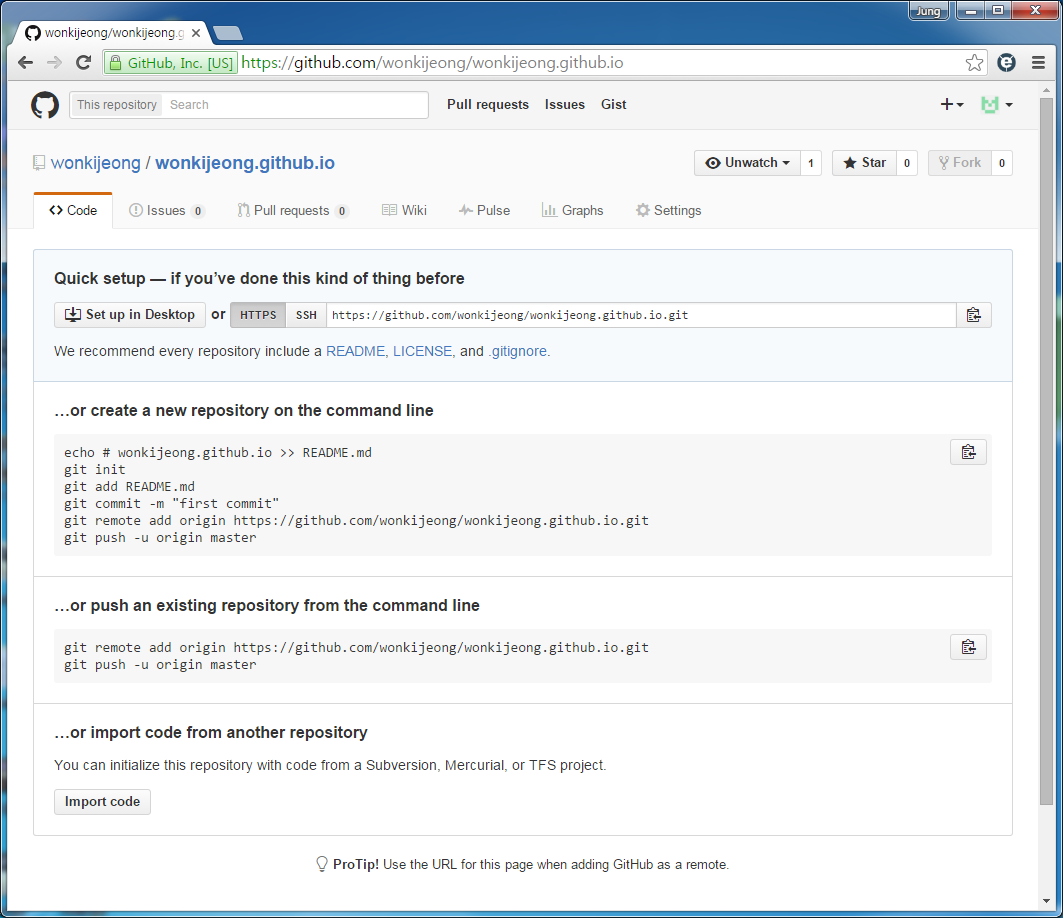 Jung
wonkijeong/wonkijeong.g
GitHub, Inc. [US] https://github.com/wonkijeong/wonkijeong.github.io
This repository Search Pull requests Issues Gist
wonkijeong / wonkijeong.github.io Unwatch 1 Star 0 Fork 0
Code Issues 0 Pull requests 0 Wiki Pulse Graphs Settings
Quick setup — if you’ve done this kind of thing before
Set up in Desktop or HTTPS SSH https://github.com/wonkijeong/wonkijeong.github.io.git
We recommend every repository include a README, LICENSE, and .gitignore.
…or create a new repository on the command line
echo # wonkijeong.github.io >> README.md
git init
git add README.md
git commit -m "first commit"
git remote add origin https://github.com/wonkijeong/wonkijeong.github.io.git
git push -u origin master
…or push an existing repository from the command line
git remote add origin https://github.com/wonkijeong/wonkijeong.github.io.git
git push -u origin master
…or import code from another repository
You can initialize this repository with code from a Subversion, Mercurial, or TFS project.
Import code
ProTip! Use the URL for this page when adding GitHub as a remote.